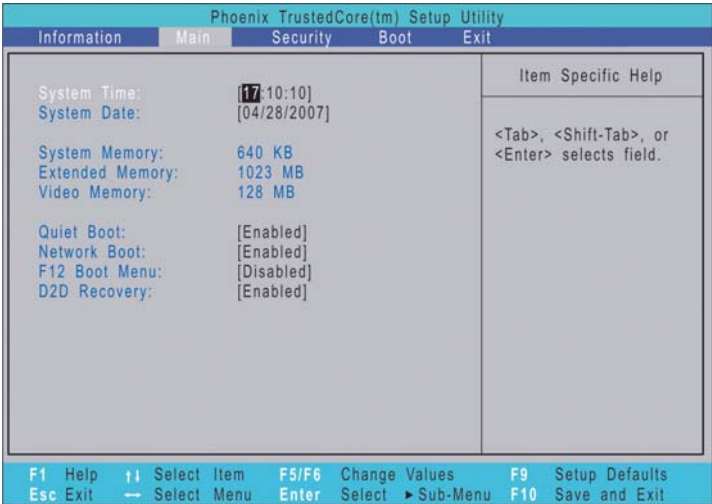 Phoenix TrustedCore(tm) Setup Utility
Information Main Security Boot Exit
Item Specific Help
System Time: [17:10:10]
System Date: [04/28/2007]
<Tab>, <Shift-Tab>, or
<Enter> selects field.
System Memory: 640 KB
Extended Memory: 1023 MB
Video Memory: 128 MB
Quiet Boot: [Enabled]
Network Boot: [Enabled]
F12 Boot Menu: [Disabled]
D2D Recovery: [Enabled]
F1 Help ↑↓ Select Item F5/F6 Change Values F9 Setup Defaults
Esc Exit ↔ Select Menu Enter Select ►Sub-Menu F10 Save and Exit